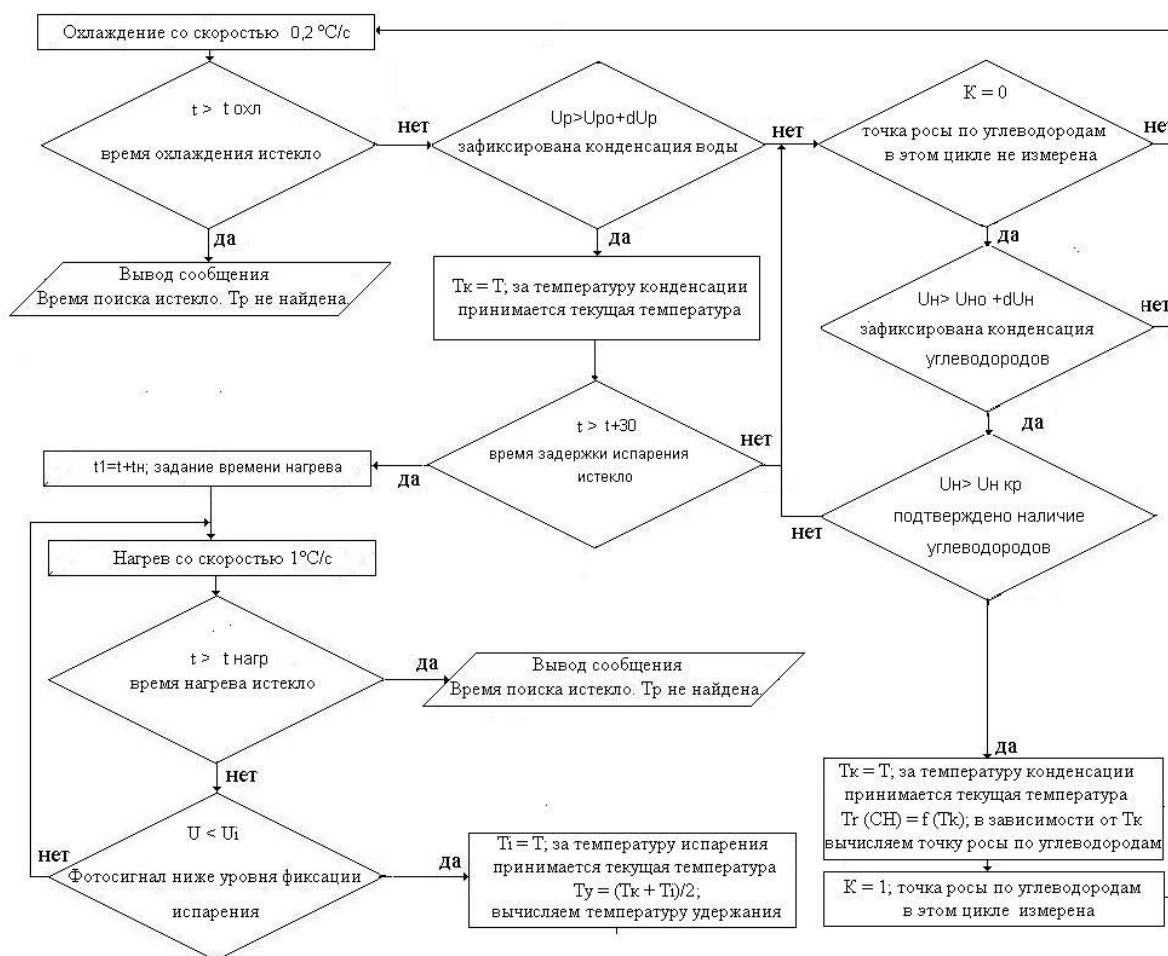 Охлаждение со скоростью 0,2 °C/c
t > t охл
время охлаждения истекло
нет
да
Вывод сообщения
Время поиска истекло. Тр не найдена.
Uр>Uро+dUр
зафиксирована конденсация воды
нет
да
Тк = Т; за температуру конденсации
принимается текущая температура
t > t+30
время задержки испарения
истекло
нет
да
К = 0
точка росы по углеводородам
в этом цикле не измерена
нет
да
Uн> Uно +dUн
зафиксирована конденсация
углеводородов
нет
да
Uн> Uн кр
подтверждено наличие
углеводородов
нет
да
Тк = Т; за температуру конденсации
принимается текущая температура
Tr (CH) = f (Tk); в зависимости от Тк
вычисляем точку росы по углеводородам
К = 1; точка росы по углеводородам
в этом цикле измерена
t1=t+tн; задание времени нагрева
Нагрев со скоростью 1°C/c
t > t нагр
время нагрева истекло
да
нет
Вывод сообщения
Время поиска истекло. Тр не найдена
U < Ui
Фотосигнал ниже уровня фиксации
испарения
нет
да
Ti = T; за температуру испарения
принимается текущая температура
Ту = (Тк + Ti)/2;
вычисляем температуру удержания